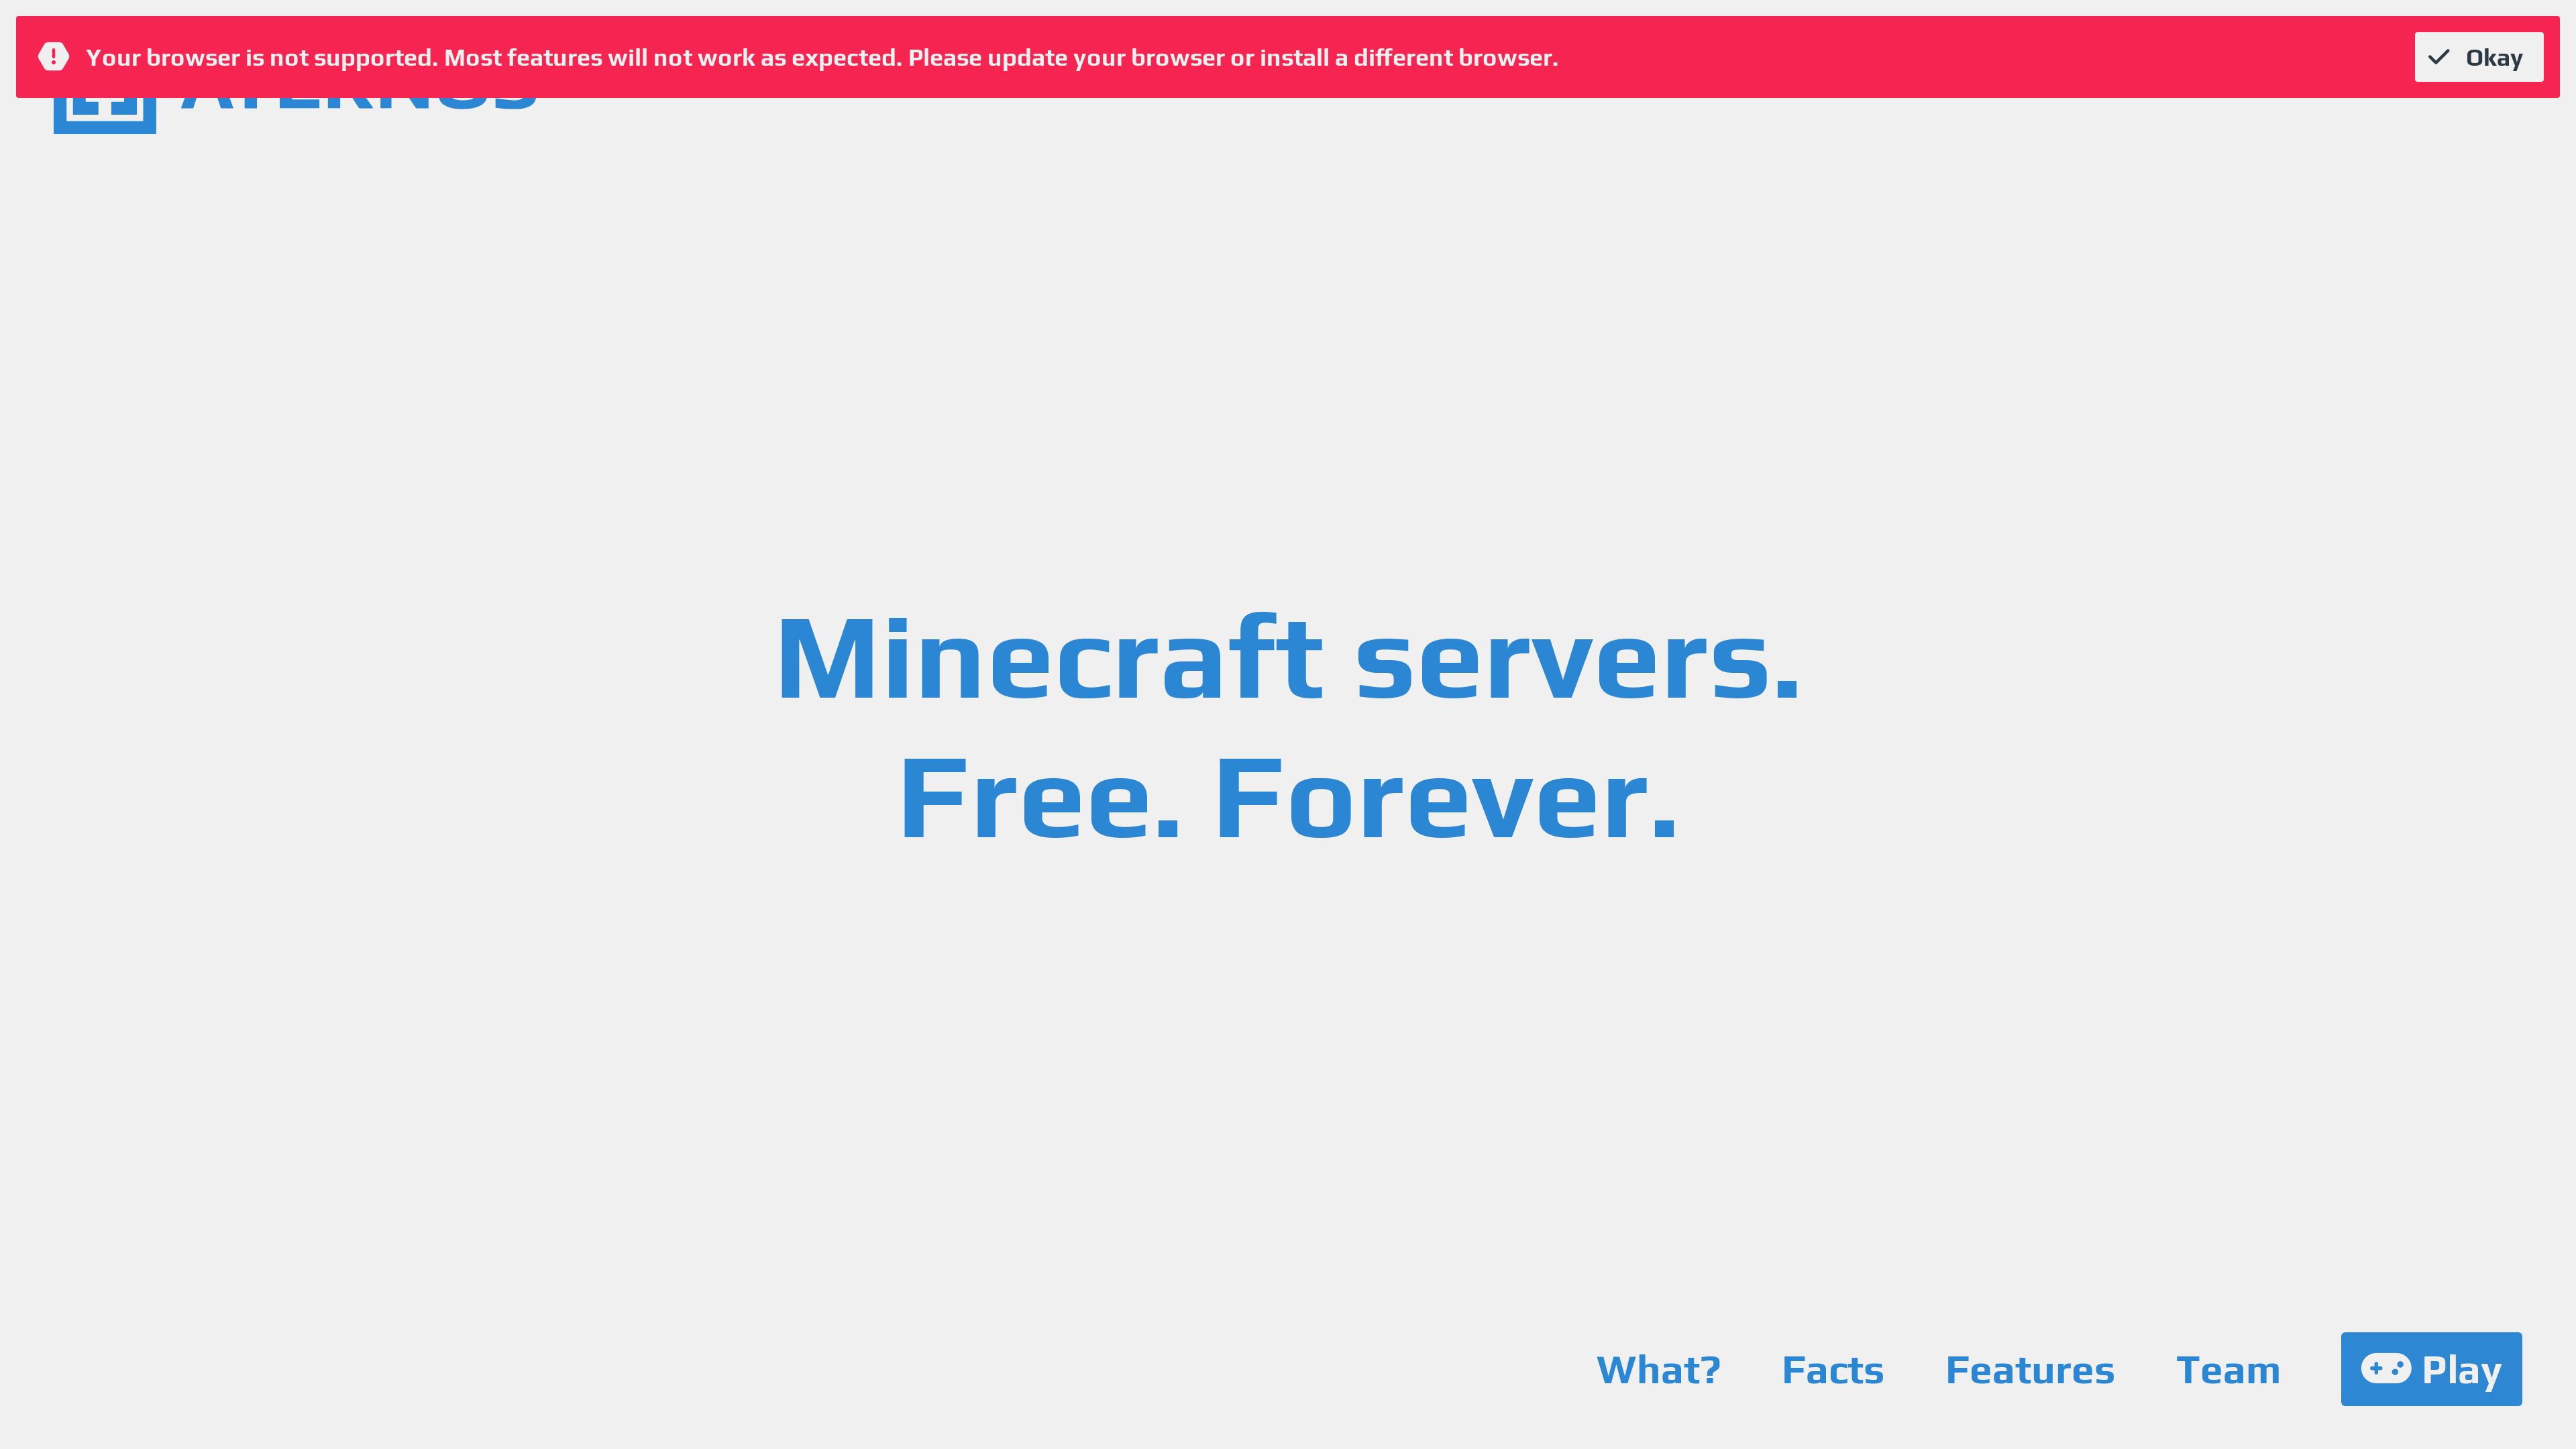 Your browser is not supported. Most features will not work as expected. Please update your browser or install a different browser.
Okay
Minecraft servers.
Free. Forever.
What?
Facts
Features
Team
Play